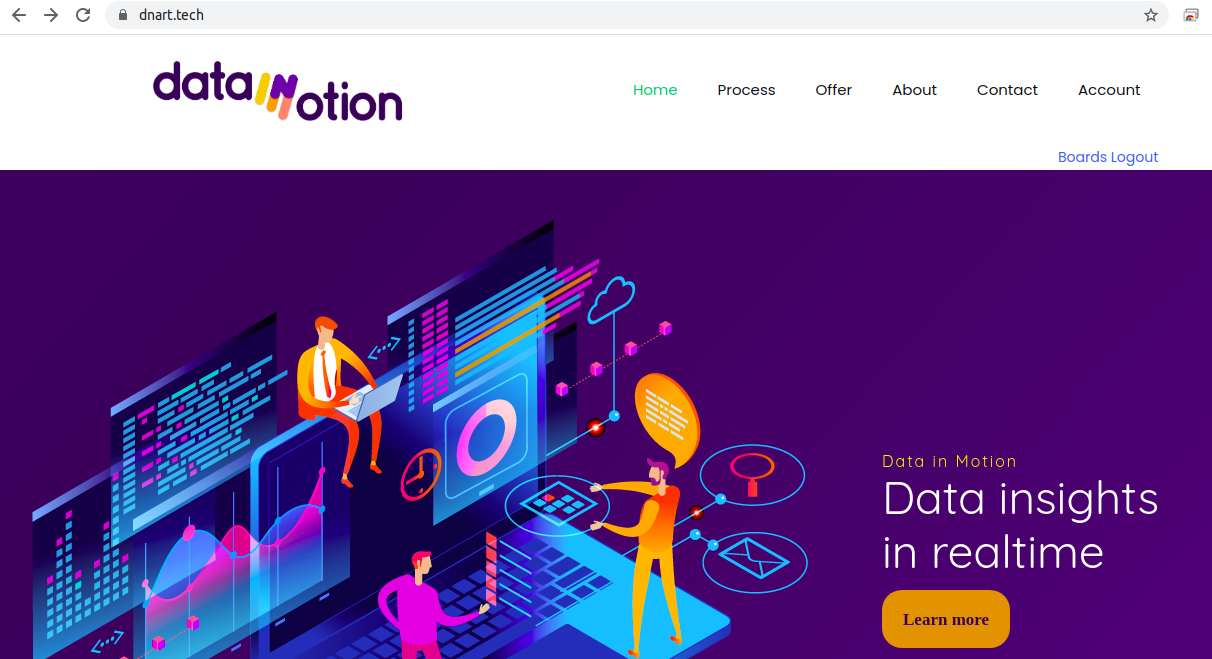 dnart.tech
data iN Motion
Home Process Offer About Contact Account
Boards Logout
Data in Motion
Data insights
in realtime
Learn more